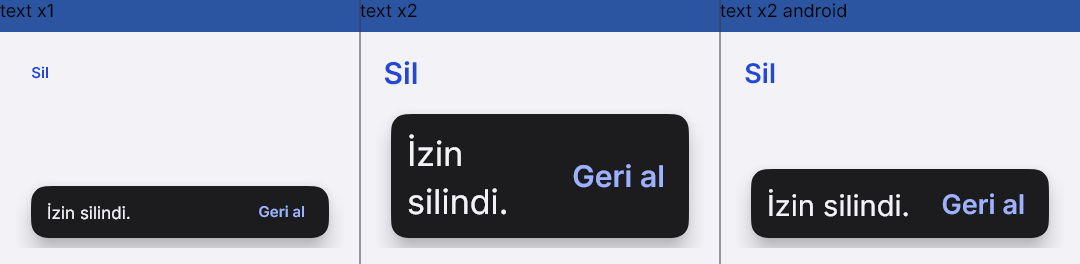 text x1
text x2
text x2 android
Sil
Sil
Sil
İzin silindi.
Geri al
İzin
silindi.
Geri al
İzin silindi.
Geri al